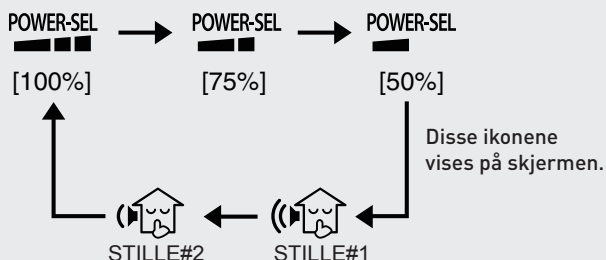 POWER-SEL POWER-SEL POWER-SEL
[100%] [75%] [50%]
Disse ikonene
vises på skjermen.
STILLE#2 STILLE#1